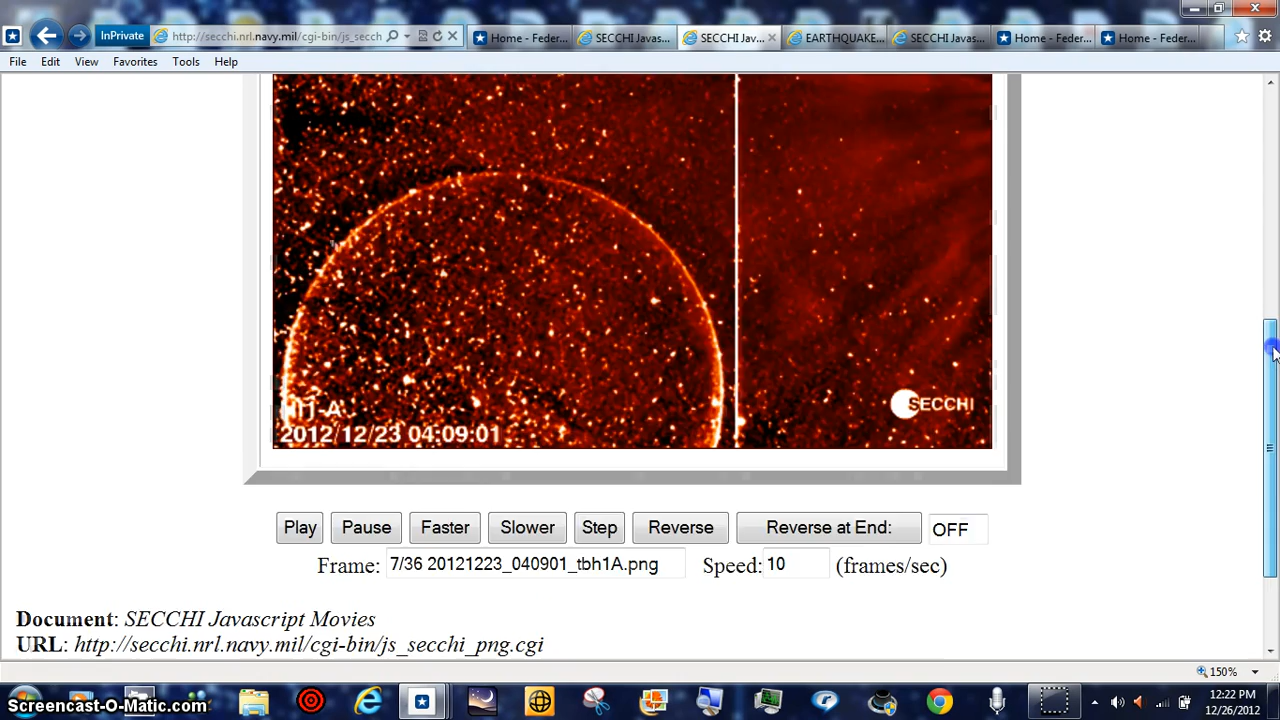 InPrivate
http://secchi.nrl.navy.mil/cgi-bin/js_secch
Home - Feder...
SECCHI Javas...
SECCHI Jav...
EARTHQUAKE...
SECCHI Javas...
Home - Feder...
Home - Feder...
File Edit View Favorites Tools Help
SECCHI
HI1-A
2012/12/23 04:09:01
Play Pause Faster Slower Step Reverse Reverse at End: OFF
Frame: 7/36 20121223_040901_tbh1A.png Speed: 10 (frames/sec)
Document: SECCHI Javascript Movies
URL: http://secchi.nrl.navy.mil/cgi-bin/js_secchi_png.cgi
150%
Screencast-O-Matic.com
12:22 PM
12/26/2012